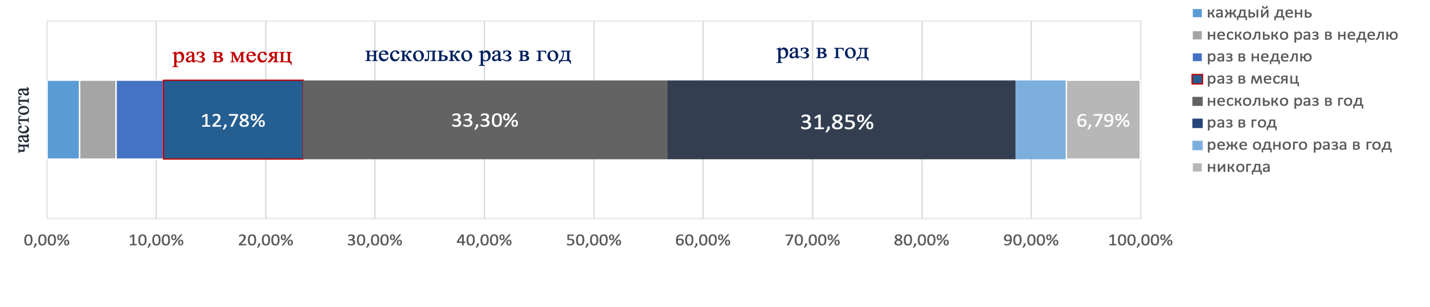 раз в месяц
несколько раз в год
раз в год
частота
12,78%
33,30%
31,85%
6,79%
0,00%
10,00%
20,00%
30,00%
40,00%
50,00%
60,00%
70,00%
80,00%
90,00%
100,00%
каждый день
несколько раз в неделю
раз в неделю
раз в месяц
несколько раз в год
раз в год
реже одного раза в год
никогда